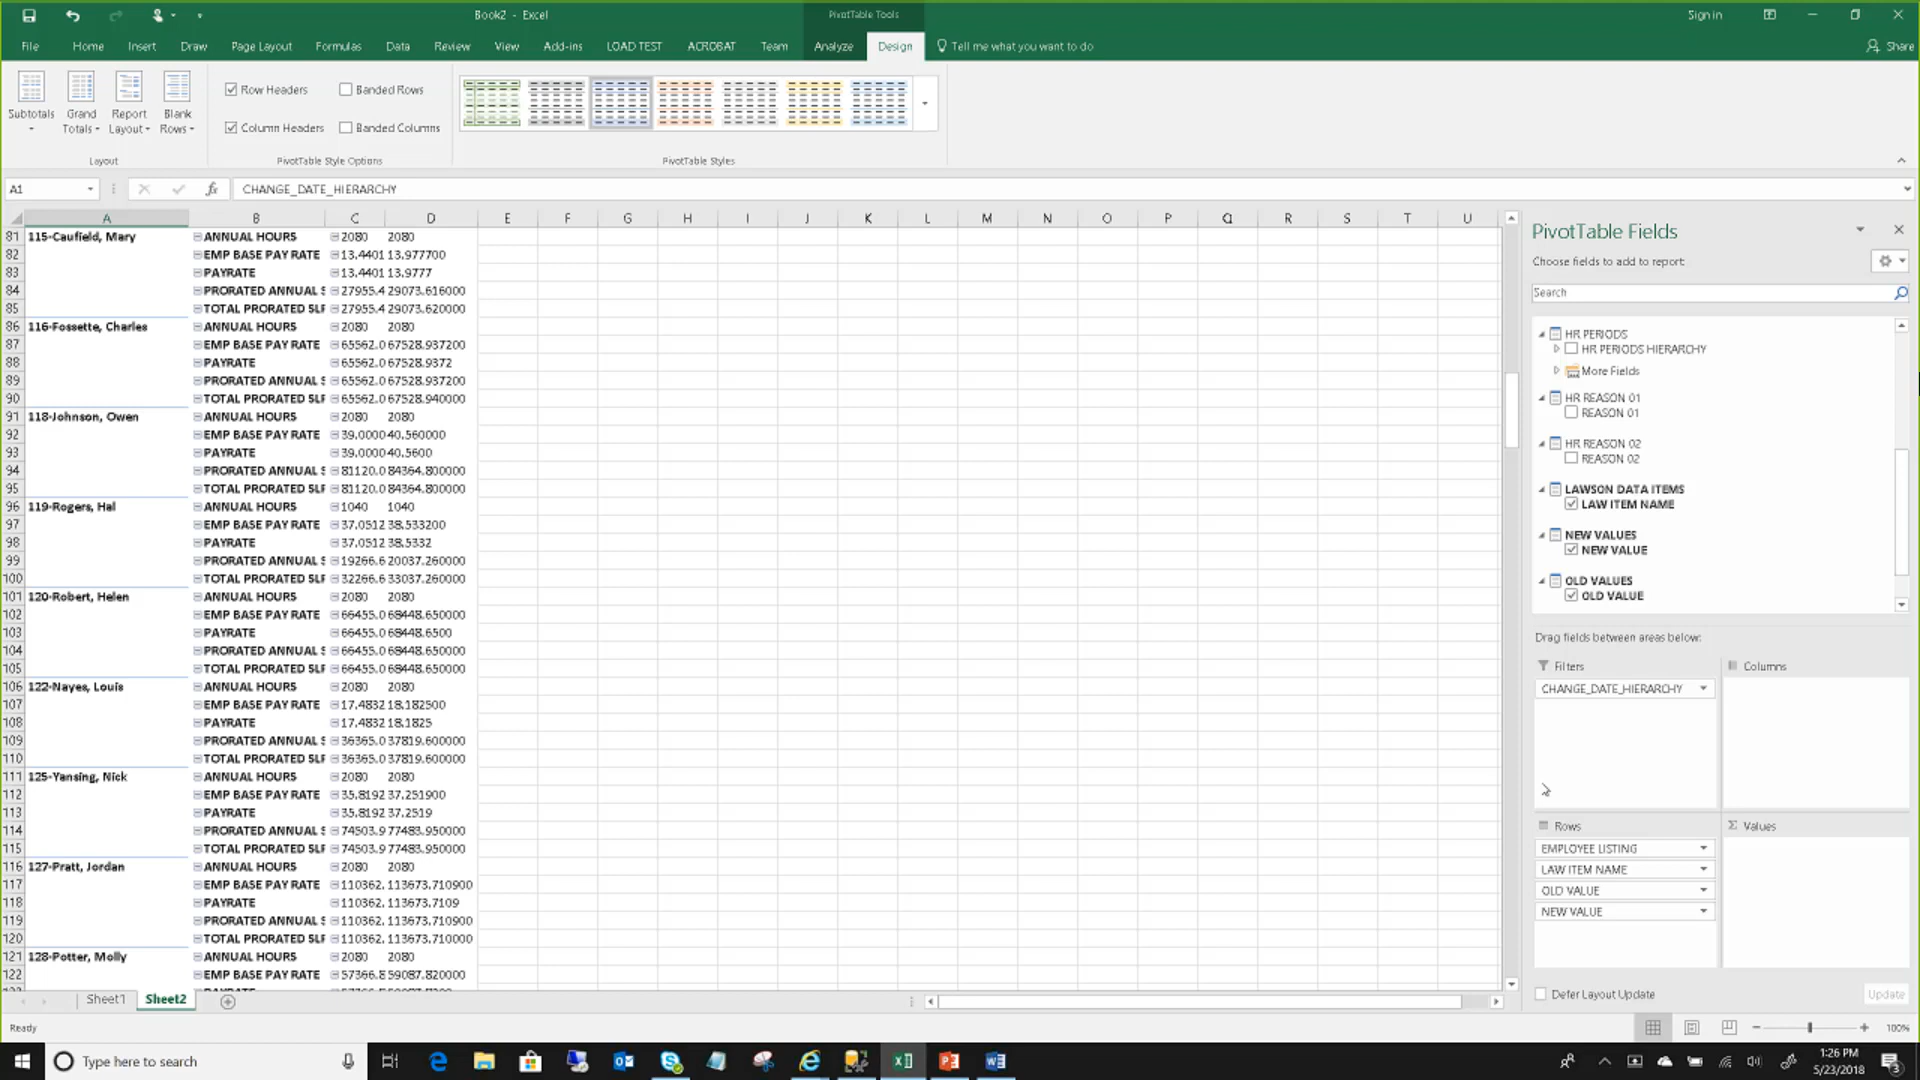 Book2 - Excel
PivotTable Tools
Sign in
File Home Insert Draw Page Layout Formulas Data Review View Add-ins LOAD TEST ACROBAT Team Analyze Design Tell me what you want to do Share
Subtotals
Grand Totals
Report Layout
Blank Rows
Row Headers Banded Rows
Column Headers Banded Columns
Layout PivotTable Style Options PivotTable Styles
A1 fx CHANGE_DATE_HIERARCHY
A B C D E F G H I J K L M N O P Q R S T U
81 115-Caufield, Mary ANNUAL HOURS 2080 2080
82 EMP BASE PAY RATE 13.4401 13.977700
83 PAYRATE 13.4401 13.9777
84 PRORATED ANNUAL S 27955.4 29073.616000
85 TOTAL PRORATED SLF 27955.4 29073.620000
86 116-Fossette, Charles ANNUAL HOURS 2080 2080
87 EMP BASE PAY RATE 65562.0 67528.937200
88 PAYRATE 65562.0 67528.9372
89 PRORATED ANNUAL S 65562.0 67528.937200
90 TOTAL PRORATED SLF 65562.0 67528.940000
91 118-Johnson, Owen ANNUAL HOURS 2080 2080
92 EMP BASE PAY RATE 39.0000 40.560000
93 PAYRATE 39.0000 40.5600
94 PRORATED ANNUAL S 81120.0 84364.800000
95 TOTAL PRORATED SLF 81120.0 84364.800000
96 119-Rogers, Hal ANNUAL HOURS 1040 1040
97 EMP BASE PAY RATE 37.0512 38.533200
98 PAYRATE 37.0512 38.5332
99 PRORATED ANNUAL S 19266.6 20037.260000
100 TOTAL PRORATED SLF 32266.6 33037.260000
101 120-Robert, Helen ANNUAL HOURS 2080 2080
102 EMP BASE PAY RATE 66455.0 68448.650000
103 PAYRATE 66455.0 68448.6500
104 PRORATED ANNUAL S 66455.0 68448.650000
105 TOTAL PRORATED SLF 66455.0 68448.650000
106 122-Nayes, Louis ANNUAL HOURS 2080 2080
107 EMP BASE PAY RATE 17.4832 18.182500
108 PAYRATE 17.4832 18.1825
109 PRORATED ANNUAL S 36365.0 37819.600000
110 TOTAL PRORATED SLF 36365.0 37819.600000
111 125-Yansing, Nick ANNUAL HOURS 2080 2080
112 EMP BASE PAY RATE 35.8192 37.251900
113 PAYRATE 35.8192 37.2519
114 PRORATED ANNUAL S 74503.9 77483.950000
115 TOTAL PRORATED SLF 74503.9 77483.950000
116 127-Pratt, Jordan ANNUAL HOURS 2080 2080
117 EMP BASE PAY RATE 110362. 113673.710900
118 PAYRATE 110362. 113673.7109
119 PRORATED ANNUAL S 110362. 113673.710900
120 TOTAL PRORATED SLF 110362. 113673.710000
121 128-Potter, Molly ANNUAL HOURS 2080 2080
122 EMP BASE PAY RATE 57366.8 59087.820000
PivotTable Fields
Choose fields to add to report:
Search
HR PERIODS
HR PERIODS HIERARCHY
More Fields
HR REASON 01
REASON 01
HR REASON 02
REASON 02
LAWSON DATA ITEMS
LAW ITEM NAME
NEW VALUES
NEW VALUE
OLD VALUES
OLD VALUE
Drag fields between areas below:
Filters Columns
CHANGE_DATE_HIERARCHY
Rows Σ Values
EMPLOYEE LISTING
LAW ITEM NAME
OLD VALUE
NEW VALUE
Defer Layout Update Update
Sheet1 Sheet2
Ready 100%
Type here to search
1:26 PM
5/23/2018